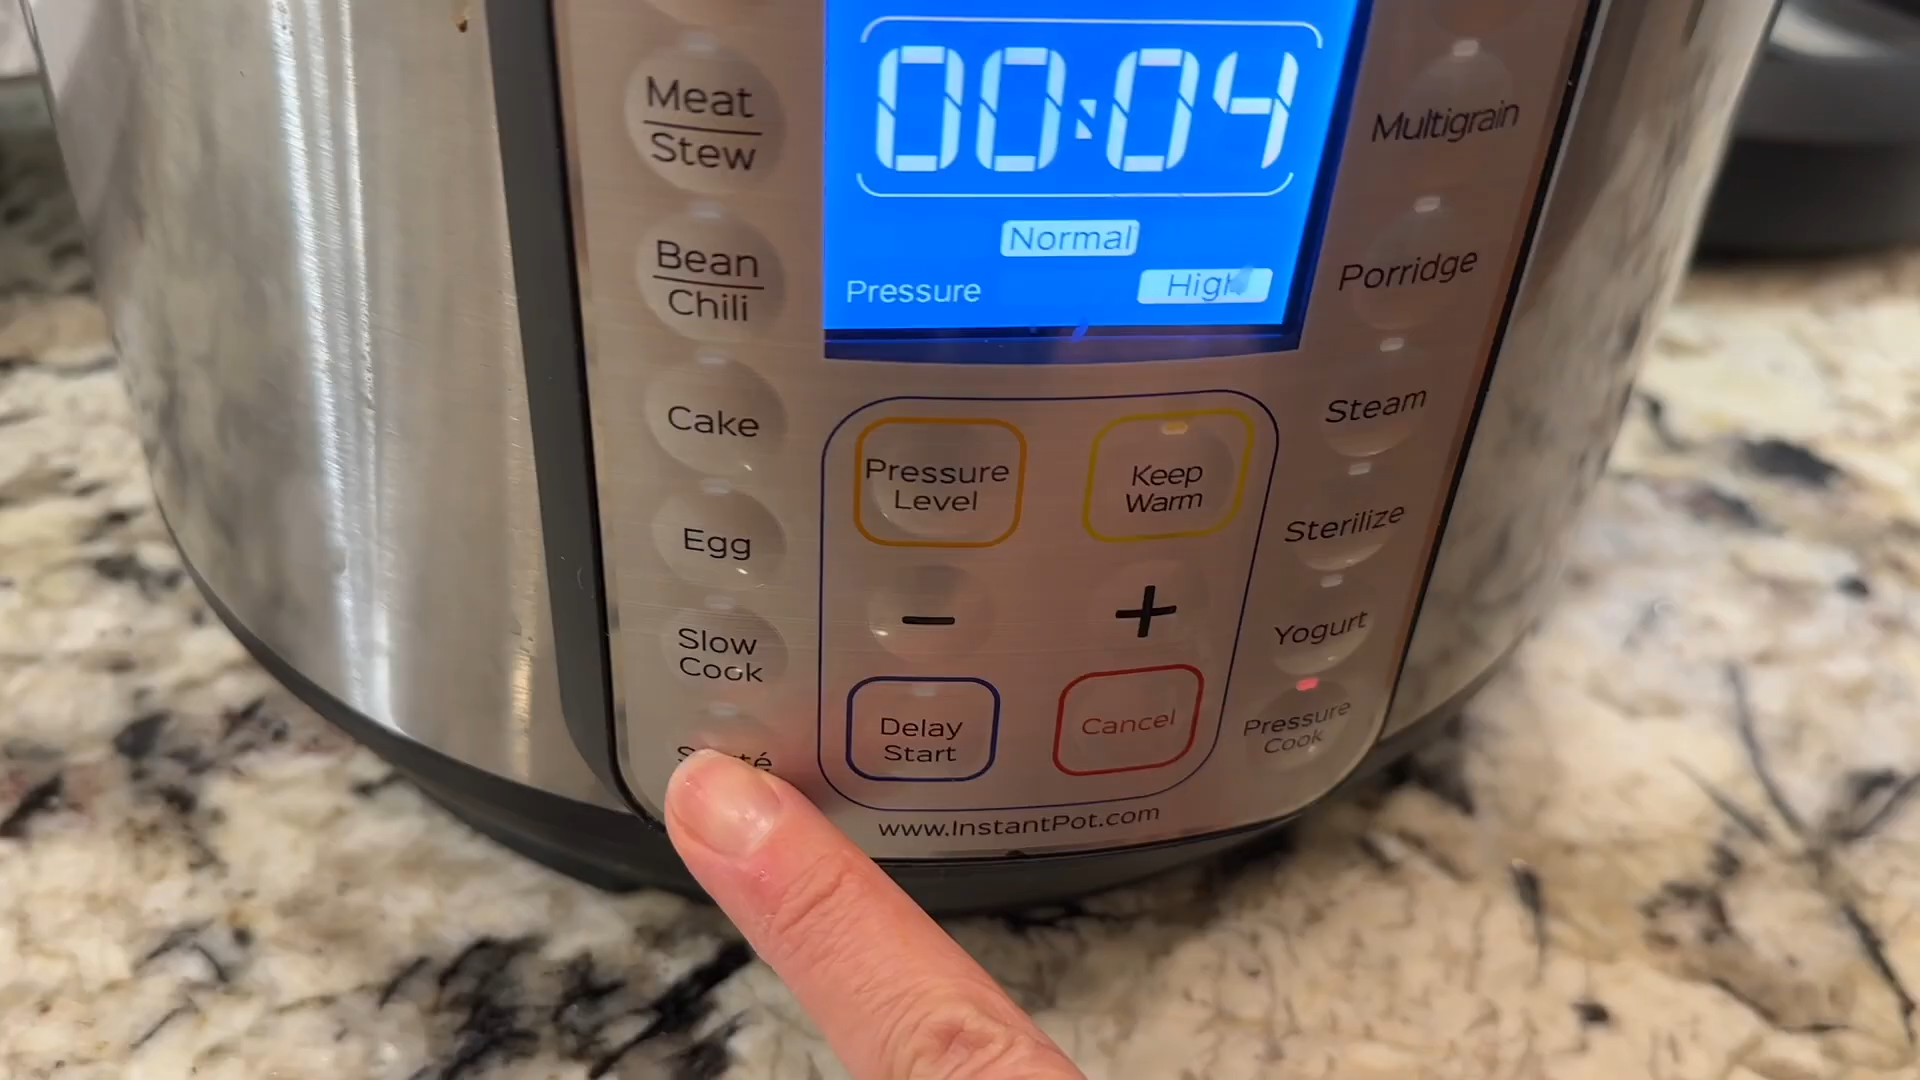 00:04
Normal
Pressure High
Meat
Stew
Bean
Chili
Cake
Egg
Slow
Cook
Pressure
Level
Keep
Warm
-
+
Delay
Start
Cancel
Multigrain
Porridge
Steam
Sterilize
Yogurt
Pressure
Cook
www.InstantPot.com